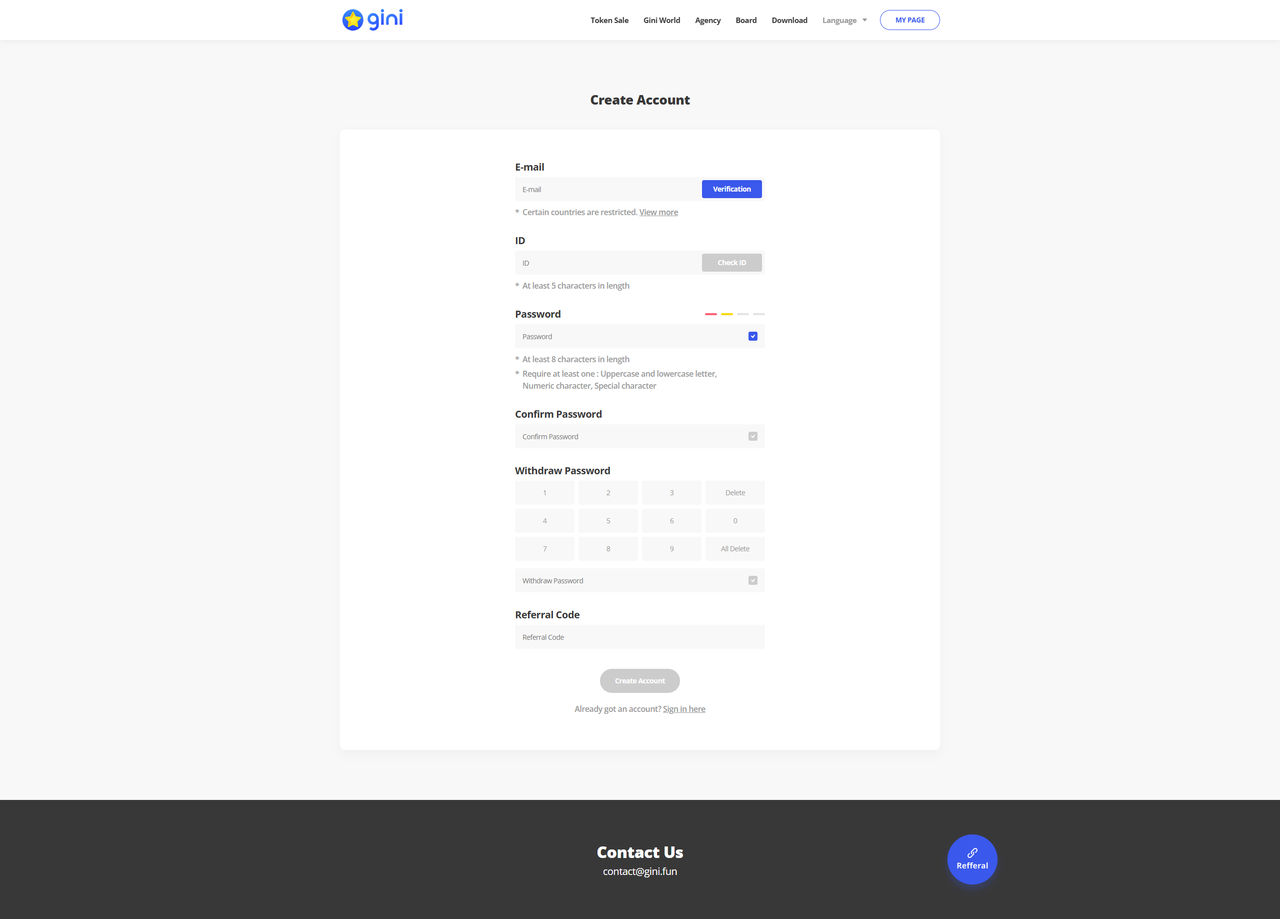 gini
Token Sale
Gini World
Agency
Board
Download
Language
MY PAGE
Create Account
E-mail
E-mail
Verification
* Certain countries are restricted. View more
ID
ID
Check ID
* At least 5 characters in length
Password
Password
* At least 8 characters in length
* Require at least one : Uppercase and lowercase letter,
Numeric character, Special character
Confirm Password
Confirm Password
Withdraw Password
1 2 3 Delete
4 5 6 0
7 8 9 All Delete
Withdraw Password
Referral Code
Referral Code
Create Account
Already got an account? Sign in here
Contact Us
contact@gini.fun
Refferal